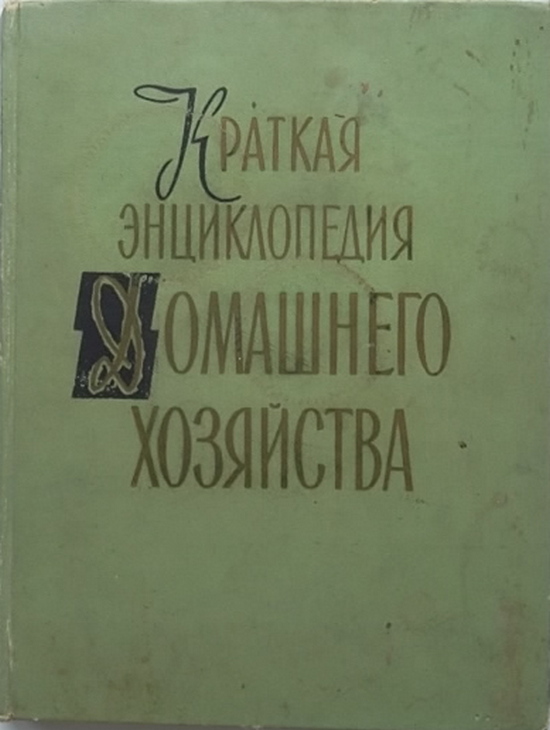 Краткая
энциклопедия
Домашнего
хозяйства